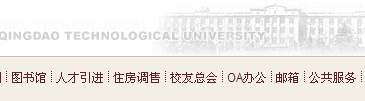 QINGDAO TECHNOLOGICAL UNIVERSITY
图书馆 | 人才引进 | 住房调售 | 校友总会 | OA办公 | 邮箱 | 公共服务 |